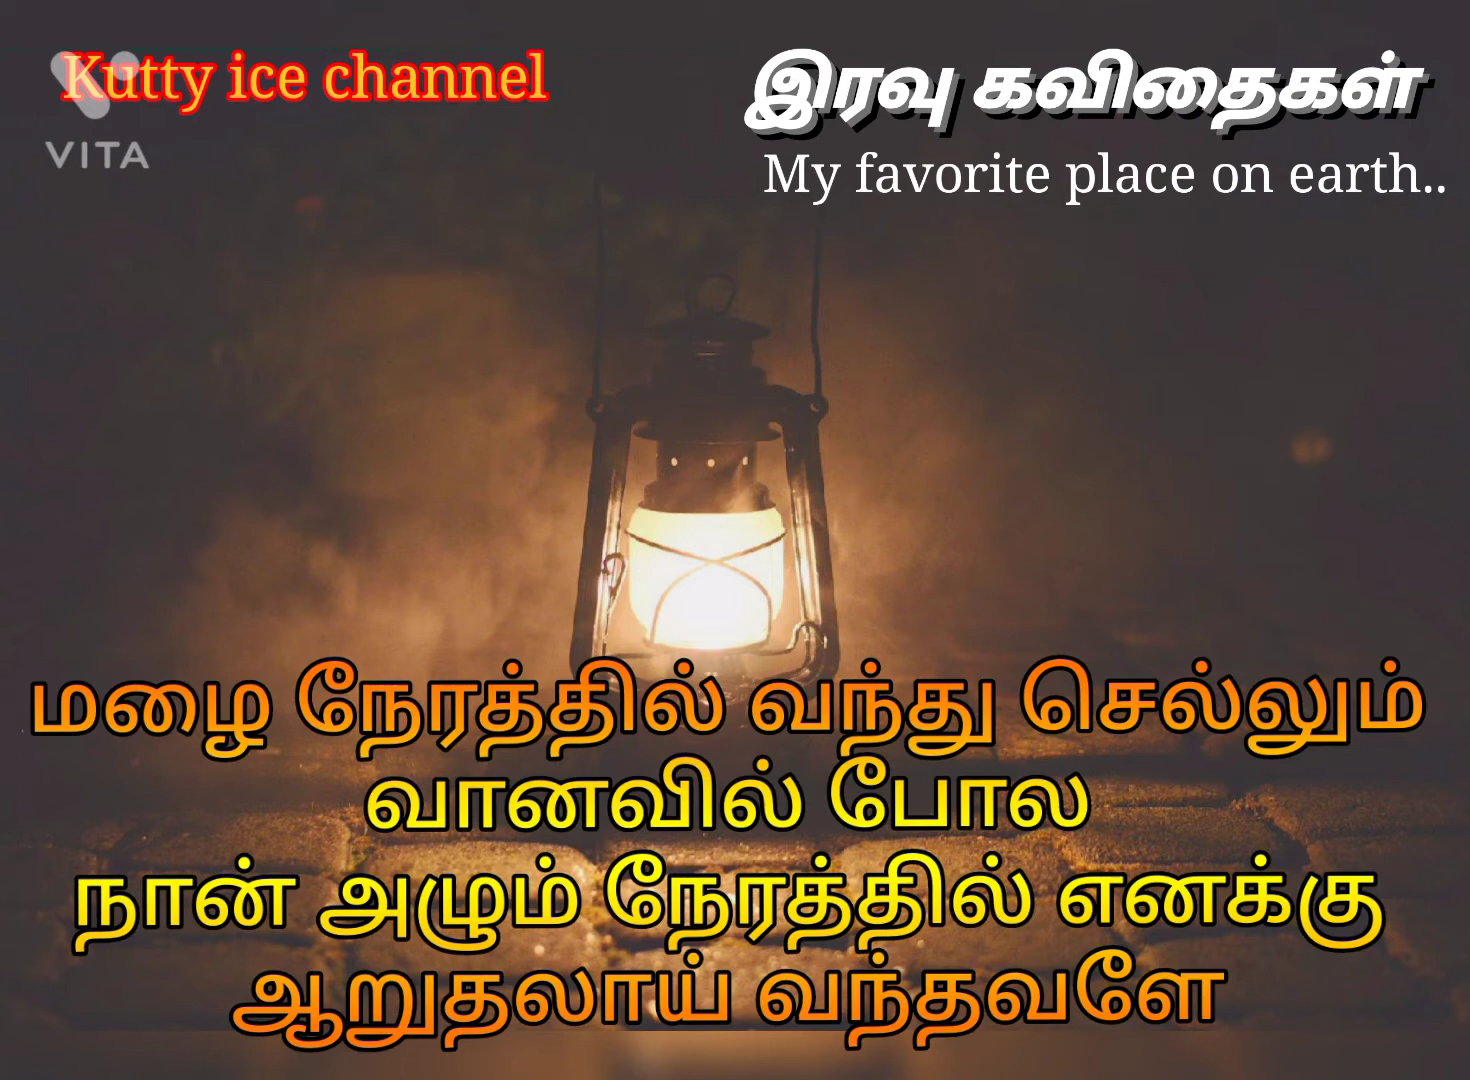 Kutty ice channel
VITA
இரவு கவிதைகள்
My favorite place on earth..
மழை நேரத்தில் வந்து செல்லும்
வானவில் போல
நான் அழும் நேரத்தில் எனக்கு
ஆறுதலாய் வந்தவளே